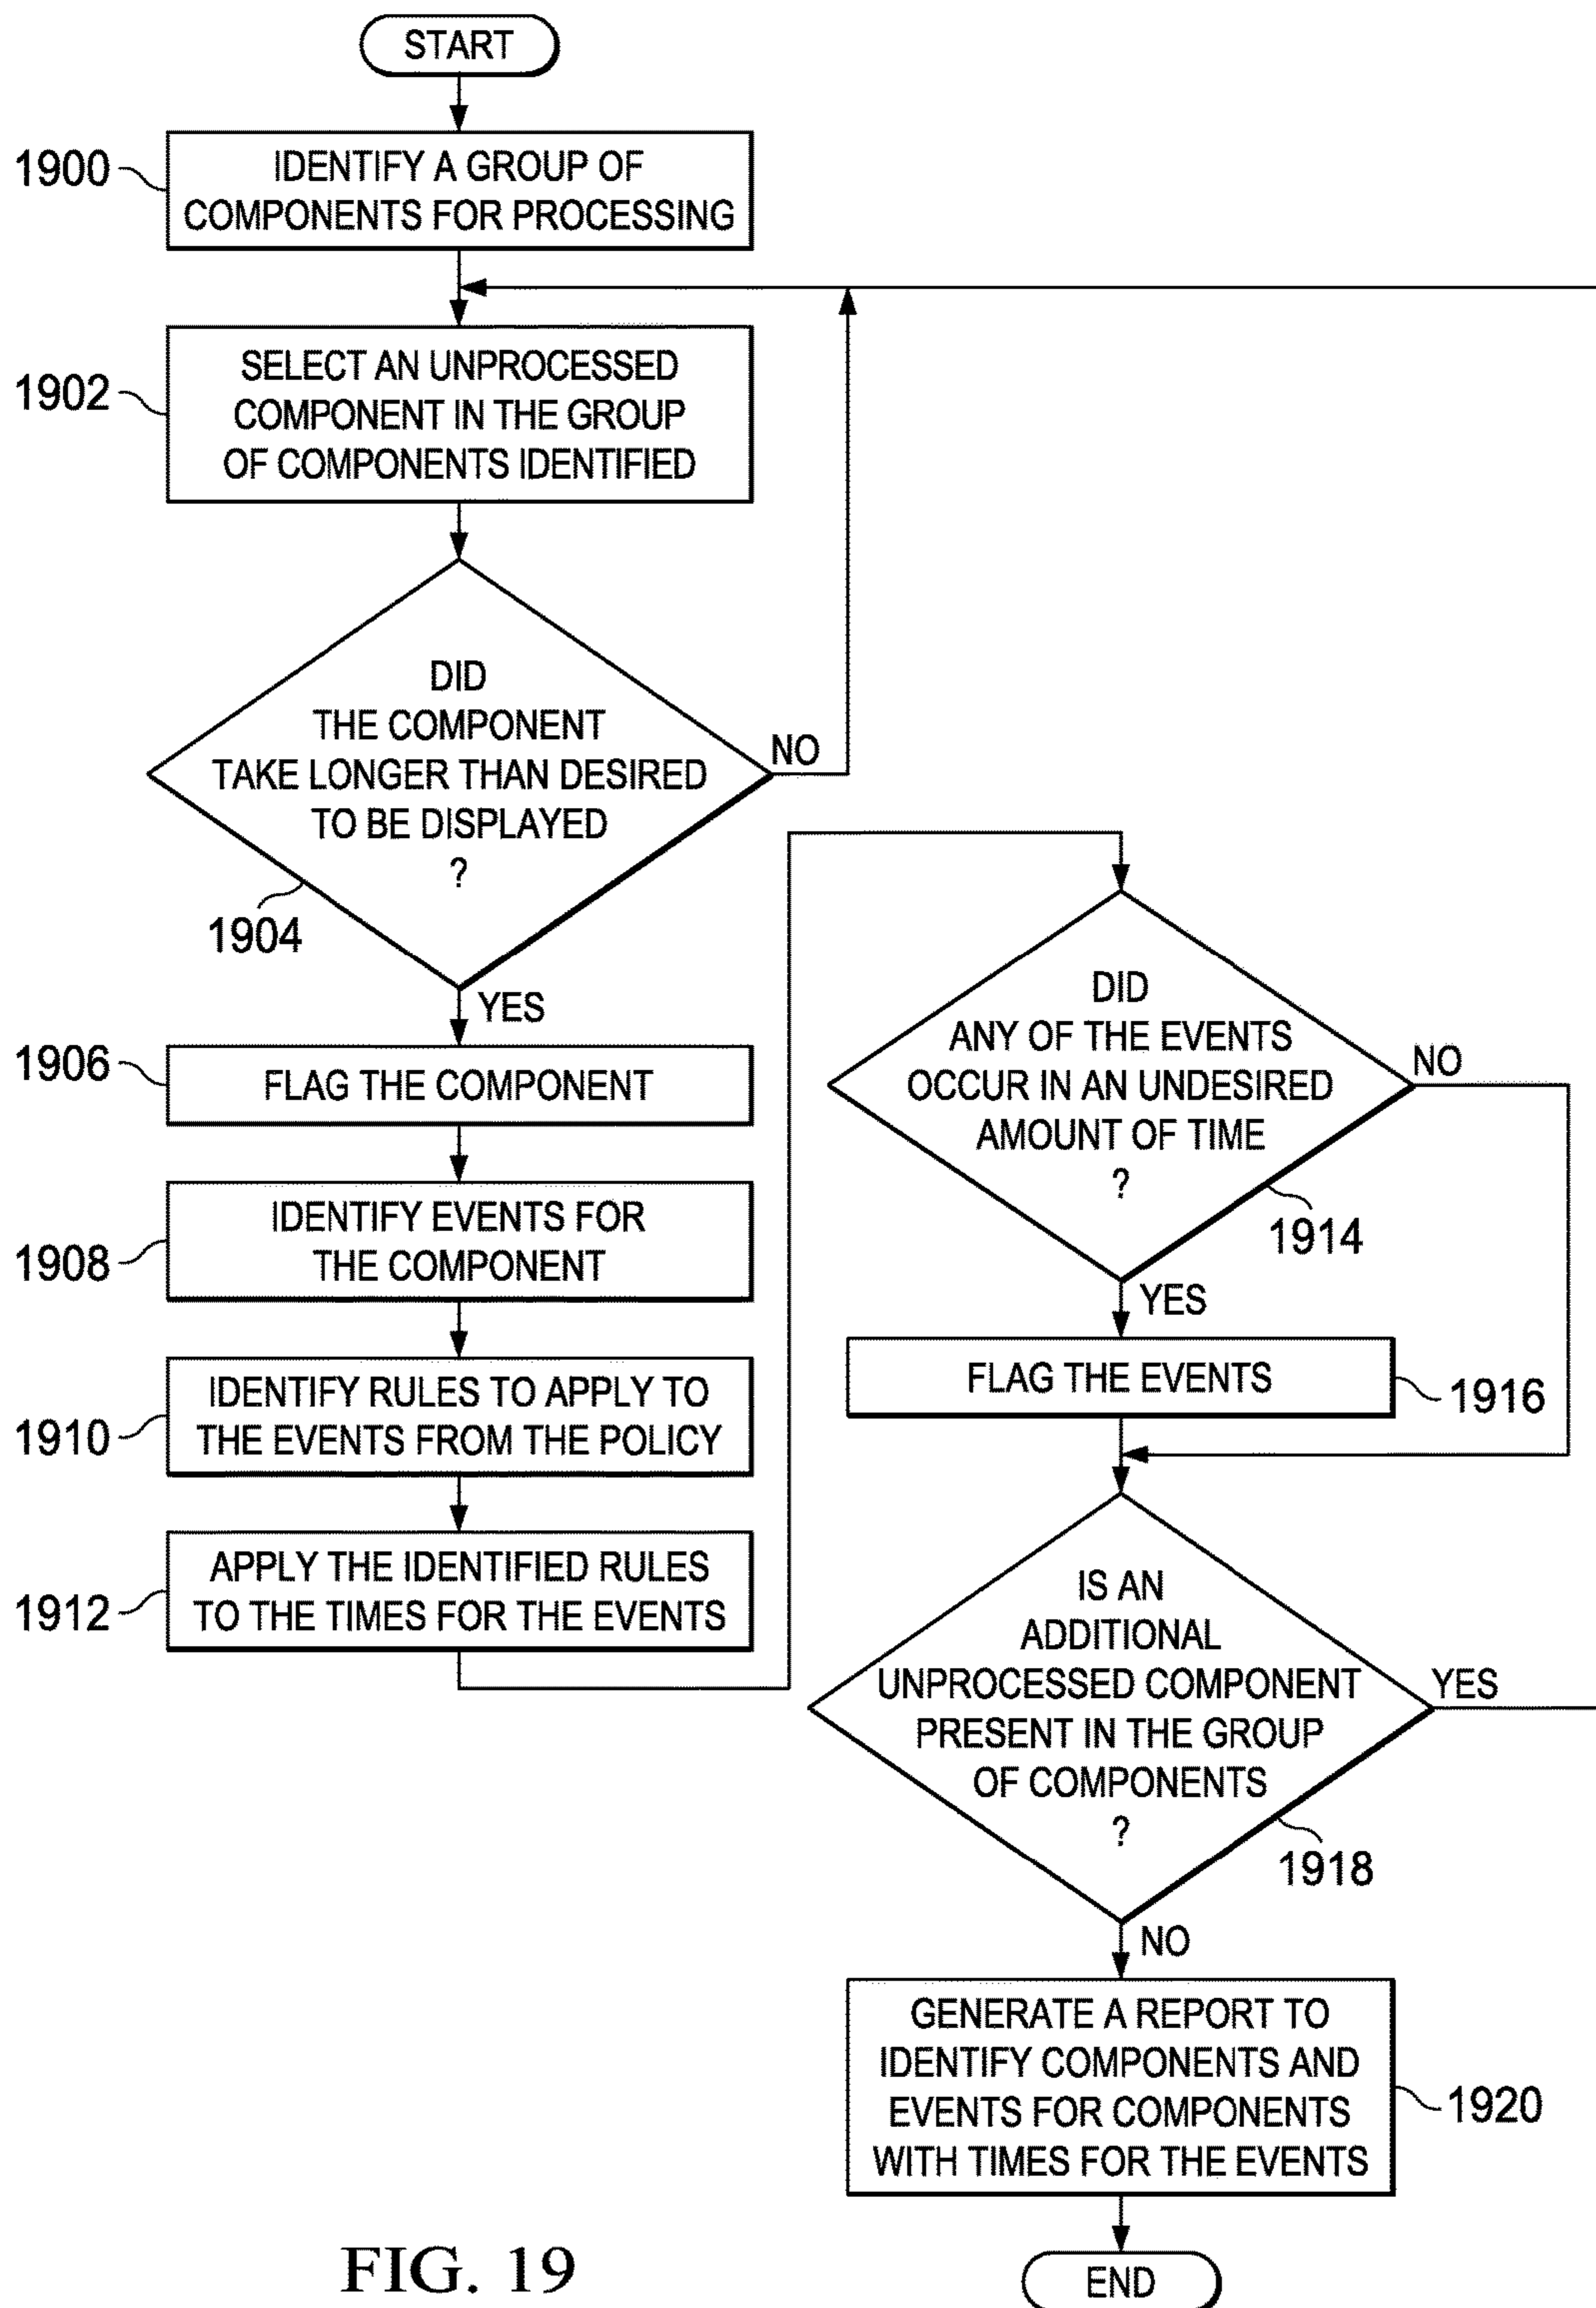 START
1900
IDENTIFY A GROUP OF
COMPONENTS FOR PROCESSING
1902
SELECT AN UNPROCESSED
COMPONENT IN THE GROUP
OF COMPONENTS IDENTIFIED
DID
THE COMPONENT
TAKE LONGER THAN DESIRED
TO BE DISPLAYED
?
NO
1904
YES
1906
FLAG THE COMPONENT
1908
IDENTIFY EVENTS FOR
THE COMPONENT
1910
IDENTIFY RULES TO APPLY TO
THE EVENTS FROM THE POLICY
1912
APPLY THE IDENTIFIED RULES
TO THE TIMES FOR THE EVENTS
DID
ANY OF THE EVENTS
OCCUR IN AN UNDESIRED
AMOUNT OF TIME
?
NO
1914
YES
FLAG THE EVENTS
1916
IS AN
ADDITIONAL
UNPROCESSED COMPONENT
PRESENT IN THE GROUP
OF COMPONENTS
?
YES
1918
NO
GENERATE A REPORT TO
IDENTIFY COMPONENTS AND
EVENTS FOR COMPONENTS
WITH TIMES FOR THE EVENTS
1920
END
FIG. 19